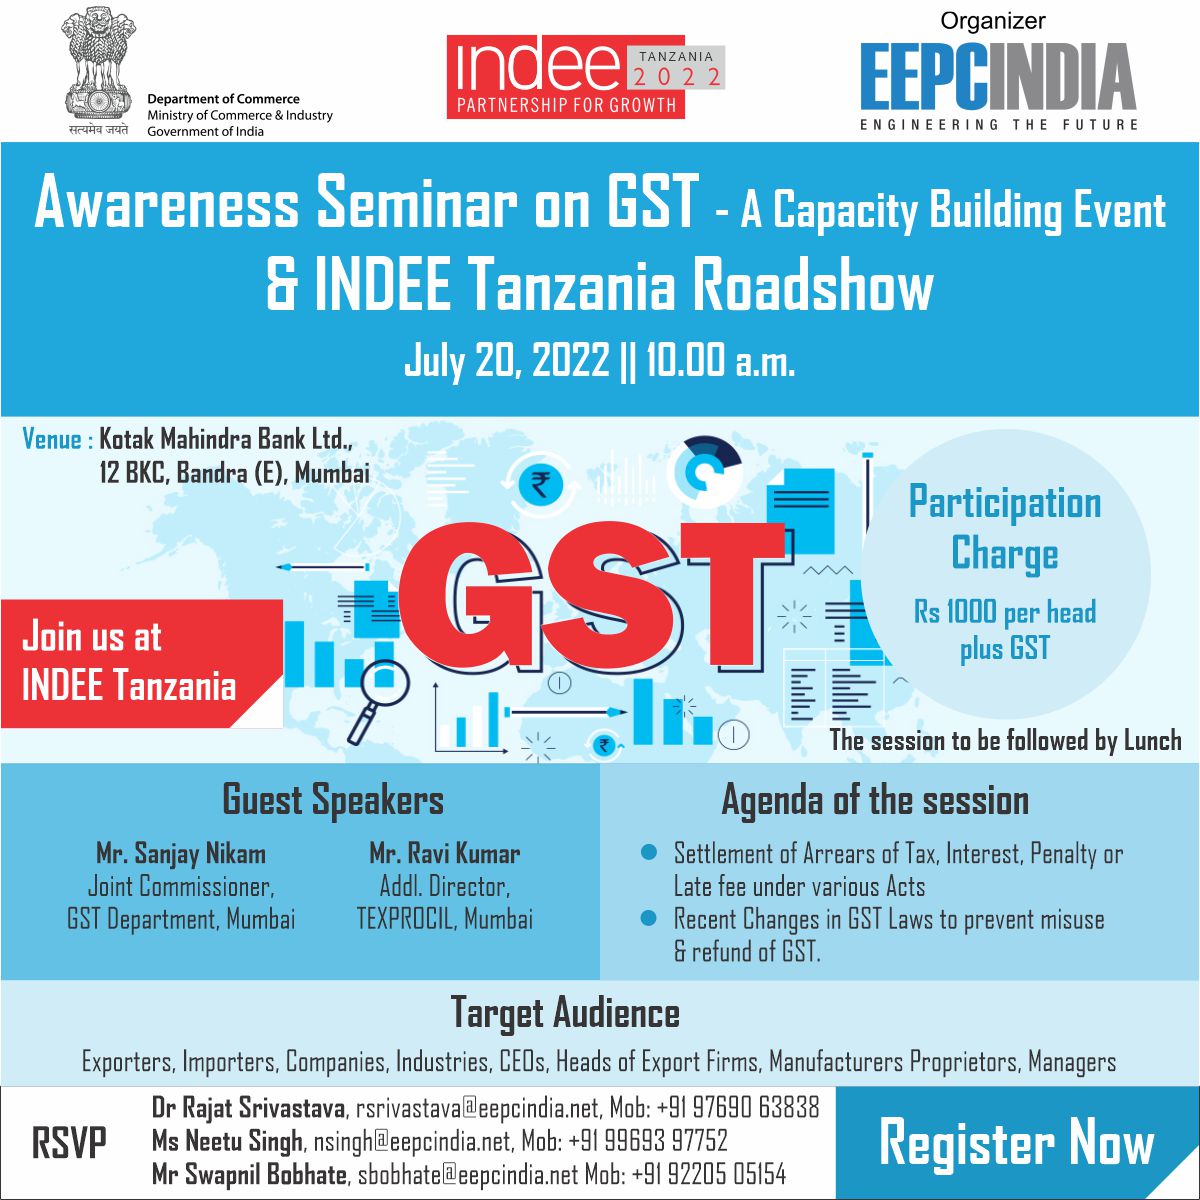 सत्यमेव जयते
Department of Commerce
Ministry of Commerce & Industry
Government of India
indee
TANZANIA
2022
PARTNERSHIP FOR GROWTH
Organizer
EEPCINDIA
ENGINEERING THE FUTURE
Awareness Seminar on GST - A Capacity Building Event
& INDEE Tanzania Roadshow
July 20, 2022 || 10.00 a.m.
Venue : Kotak Mahindra Bank Ltd.,
12 BKC, Bandra (E), Mumbai
₹
GST
₹
Participation
Charge
Rs 1000 per head
plus GST
Join us at
INDEE Tanzania
The session to be followed by Lunch
Guest Speakers
Mr. Sanjay Nikam
Joint Commissioner,
GST Department, Mumbai
Mr. Ravi Kumar
Addl. Director,
TEXPROCIL, Mumbai
Agenda of the session
● Settlement of Arrears of Tax, Interest, Penalty or
Late fee under various Acts
● Recent Changes in GST Laws to prevent misuse
& refund of GST.
Target Audience
Exporters, Importers, Companies, Industries, CEOs, Heads of Export Firms, Manufacturers Proprietors, Managers
RSVP
Dr Rajat Srivastava, rsrivastava@eepcindia.net, Mob: +91 97690 63838
Ms Neetu Singh, nsingh@eepcindia.net, Mob: +91 99693 97752
Mr Swapnil Bobhate, sbobhate@eepcindia.net Mob: +91 92205 05154
Register Now